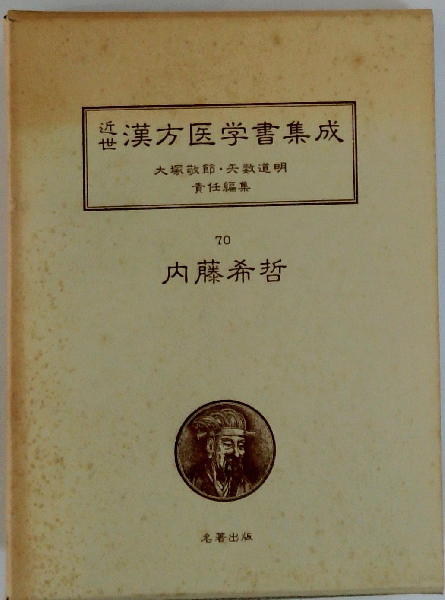 近世 漢方医学書集成
大塚敬節・矢数道明
責任編集
70
内藤希哲
名著出版